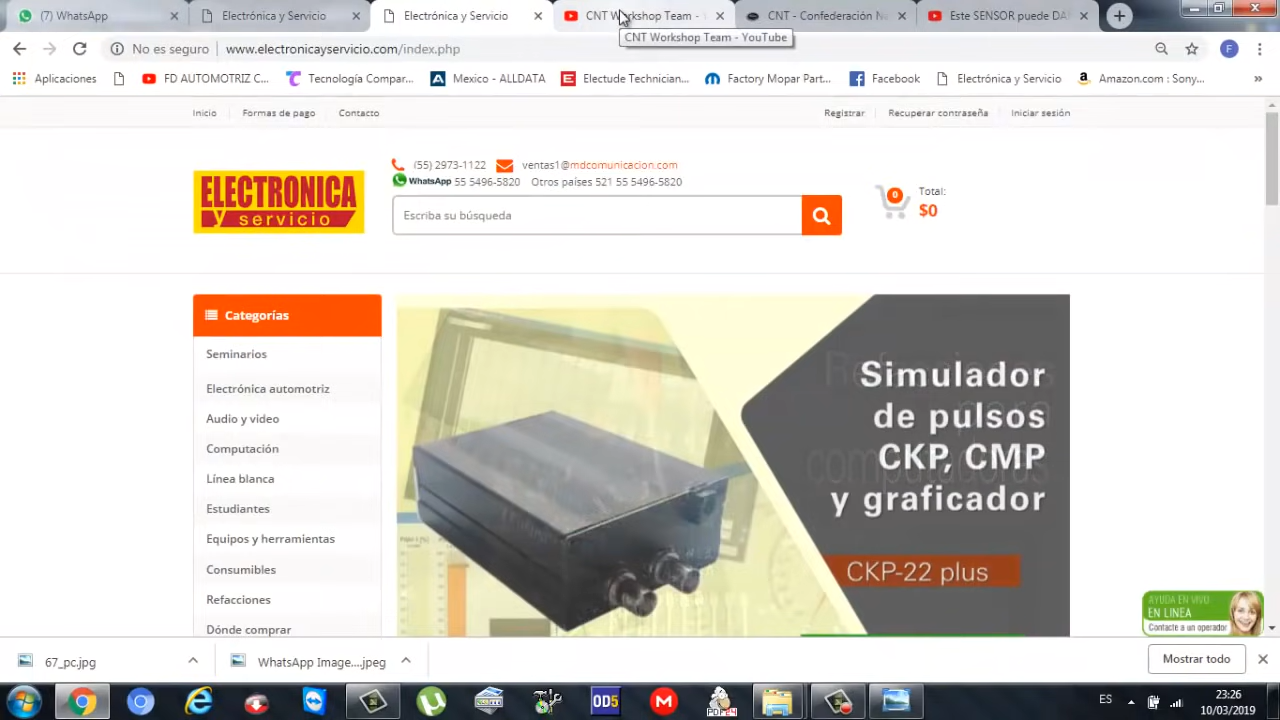 (7) WhatsApp
Electrónica y Servicio
Electrónica y Servicio
CNT Workshop Team -
CNT - Confederación N
Este SENSOR puede DA
CNT Workshop Team - YouTube
No es seguro
www.electronicayservicio.com/index.php
F
Aplicaciones
FD AUTOMOTRIZ C...
Tecnología Compar...
Mexico - ALLDATA
Electude Technician...
Factory Mopar Part...
Facebook
Electrónica y Servicio
Amazon.com : Sony...
»
Inicio
Formas de pago
Contacto
Registrar
Recuperar contraseña
Iniciar sesión
(55) 2973-1122
ventas1@mdcomunicacion.com
WhatsApp 55 5496-5820 Otros países 521 55 5496-5820
ELECTRONICA
y servicio
Escriba su búsqueda
0
Total:
$0
Categorías
Seminarios
Electrónica automotriz
Audio y video
Computación
Línea blanca
Estudiantes
Equipos y herramientas
Consumibles
Refacciones
Dónde comprar
Simulador
de pulsos
CKP, CMP
y graficador
CKP-22 plus
AYUDA EN VIVO
EN LINEA
Contacte a un operador
67_pc.jpg
WhatsApp Image....jpeg
Mostrar todo
OD5
M
PDF24
ES
23:26
10/03/2019